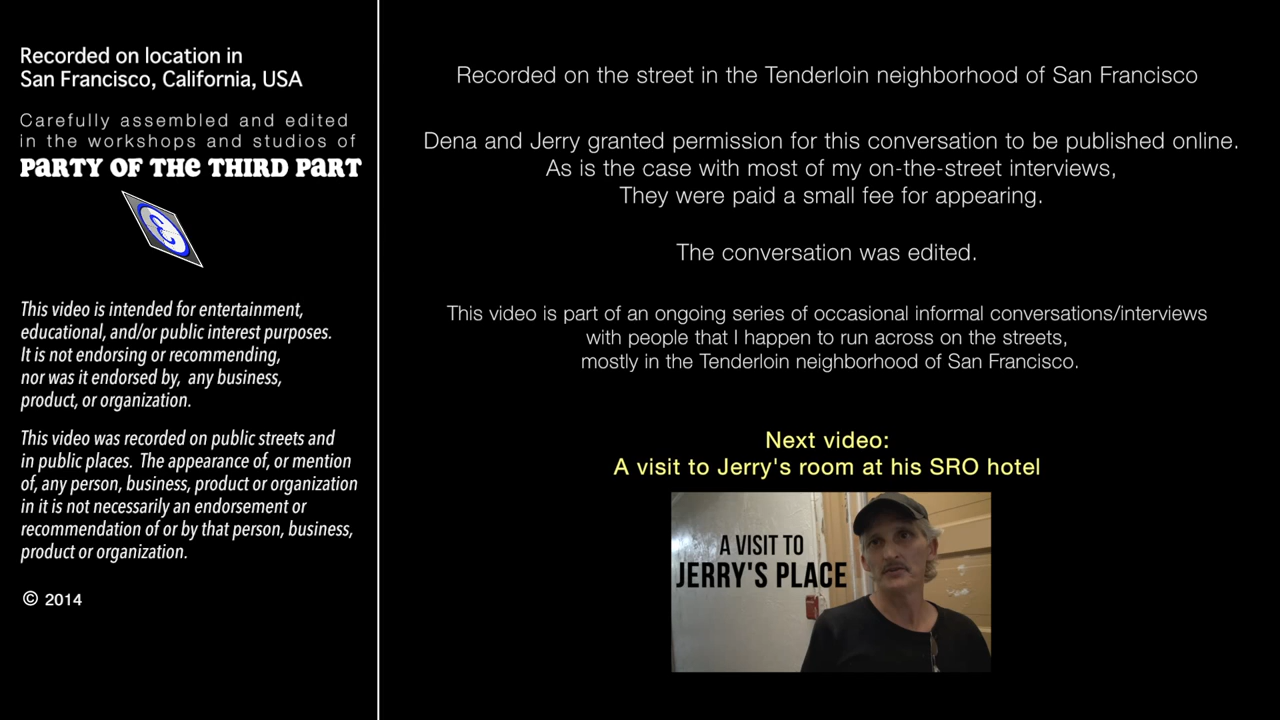 Recorded on location in
San Francisco, California, USA
Carefully assembled and edited
in the workshops and studios of
PARTY OF THE THIRD PART
3
This video is intended for entertainment,
educational, and/or public interest purposes.
It is not endorsing or recommending,
nor was it endorsed by, any business,
product, or organization.
This video was recorded on public streets and
in public places. The appearance of, or mention
of, any person, business, product or organization
in it is not necessarily an endorsement or
recommendation of or by that person, business,
product or organization.
© 2014
Recorded on the street in the Tenderloin neighborhood of San Francisco
Dena and Jerry granted permission for this conversation to be published online.
As is the case with most of my on-the-street interviews,
They were paid a small fee for appearing.
The conversation was edited.
This video is part of an ongoing series of occasional informal conversations/interviews
with people that I happen to run across on the streets,
mostly in the Tenderloin neighborhood of San Francisco.
Next video:
A visit to Jerry's room at his SRO hotel
A VISIT TO
JERRY'S PLACE